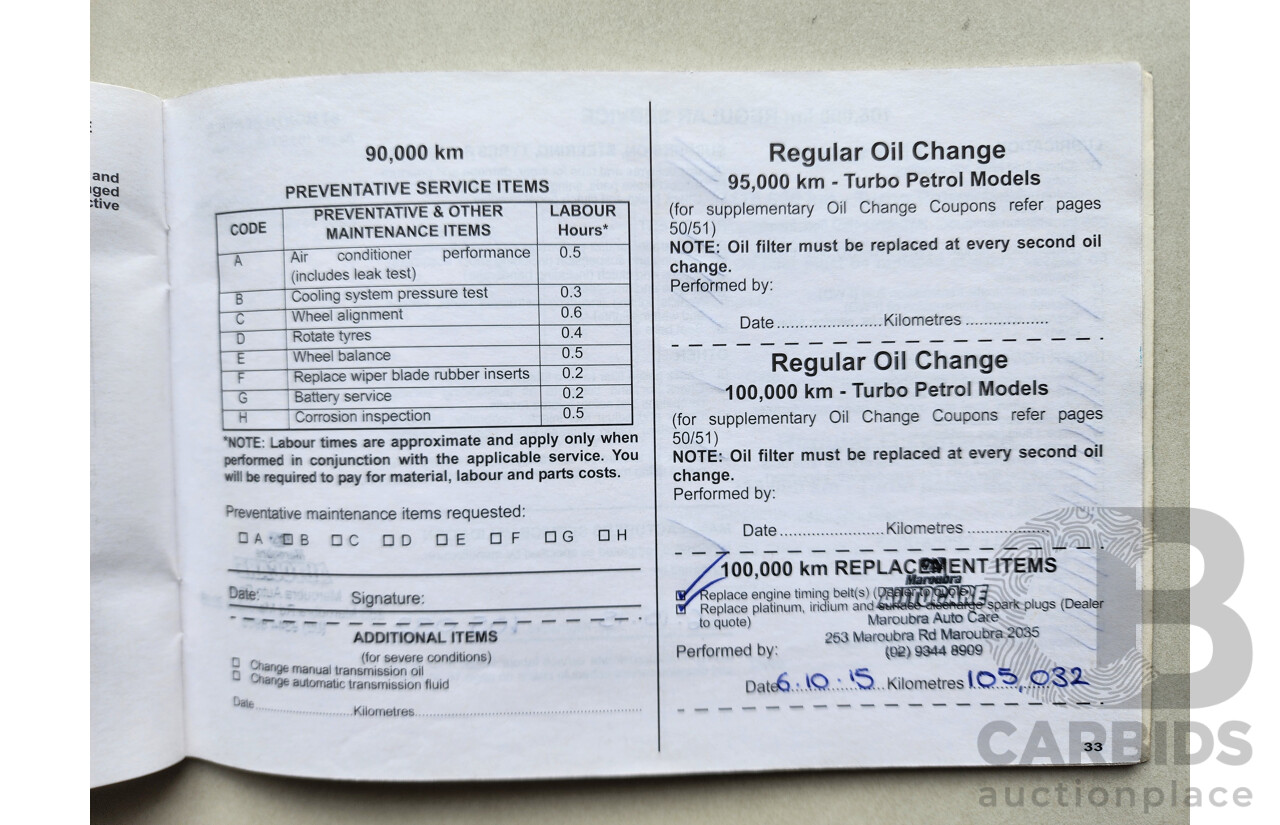 E
and
ged
ctive
90,000 km
PREVENTATIVE SERVICE ITEMS
CODE PREVENTATIVE & OTHER MAINTENANCE ITEMS LABOUR Hours*
A Air conditioner performance (includes leak test) 0.5
B Cooling system pressure test 0.3
C Wheel alignment 0.6
D Rotate tyres 0.4
E Wheel balance 0.5
F Replace wiper blade rubber inserts 0.2
G Battery service 0.2
H Corrosion inspection 0.5
*NOTE: Labour times are approximate and apply only when
performed in conjunction with the applicable service. You
will be required to pay for material, labour and parts costs.
Preventative maintenance items requested:
A B C D E F G H
Date: Signature:
ADDITIONAL ITEMS
(for severe conditions)
Change manual transmission oil
Change automatic transmission fluid
Date....................Kilometres....................
Regular Oil Change
95,000 km - Turbo Petrol Models
(for supplementary Oil Change Coupons refer pages
50/51)
NOTE: Oil filter must be replaced at every second oil
change.
Performed by:
Date.......................Kilometres ..................
Regular Oil Change
100,000 km - Turbo Petrol Models
(for supplementary Oil Change Coupons refer pages
50/51)
NOTE: Oil filter must be replaced at every second oil
change.
Performed by:
Date.......................Kilometres ..................
100,000 km REPLACEMENT ITEMS
Maroubra
AUTOCARE
Replace engine timing belt(s) (Dealer to quote)
Replace platinum, iridium and surface discharge spark plugs (Dealer
to quote)
Maroubra Auto Care
253 Maroubra Rd Maroubra 2035
(02) 9344 8909
Performed by:
Date 6.10.15 Kilometres 105,032
33
B
CARBIDS
auctionplace